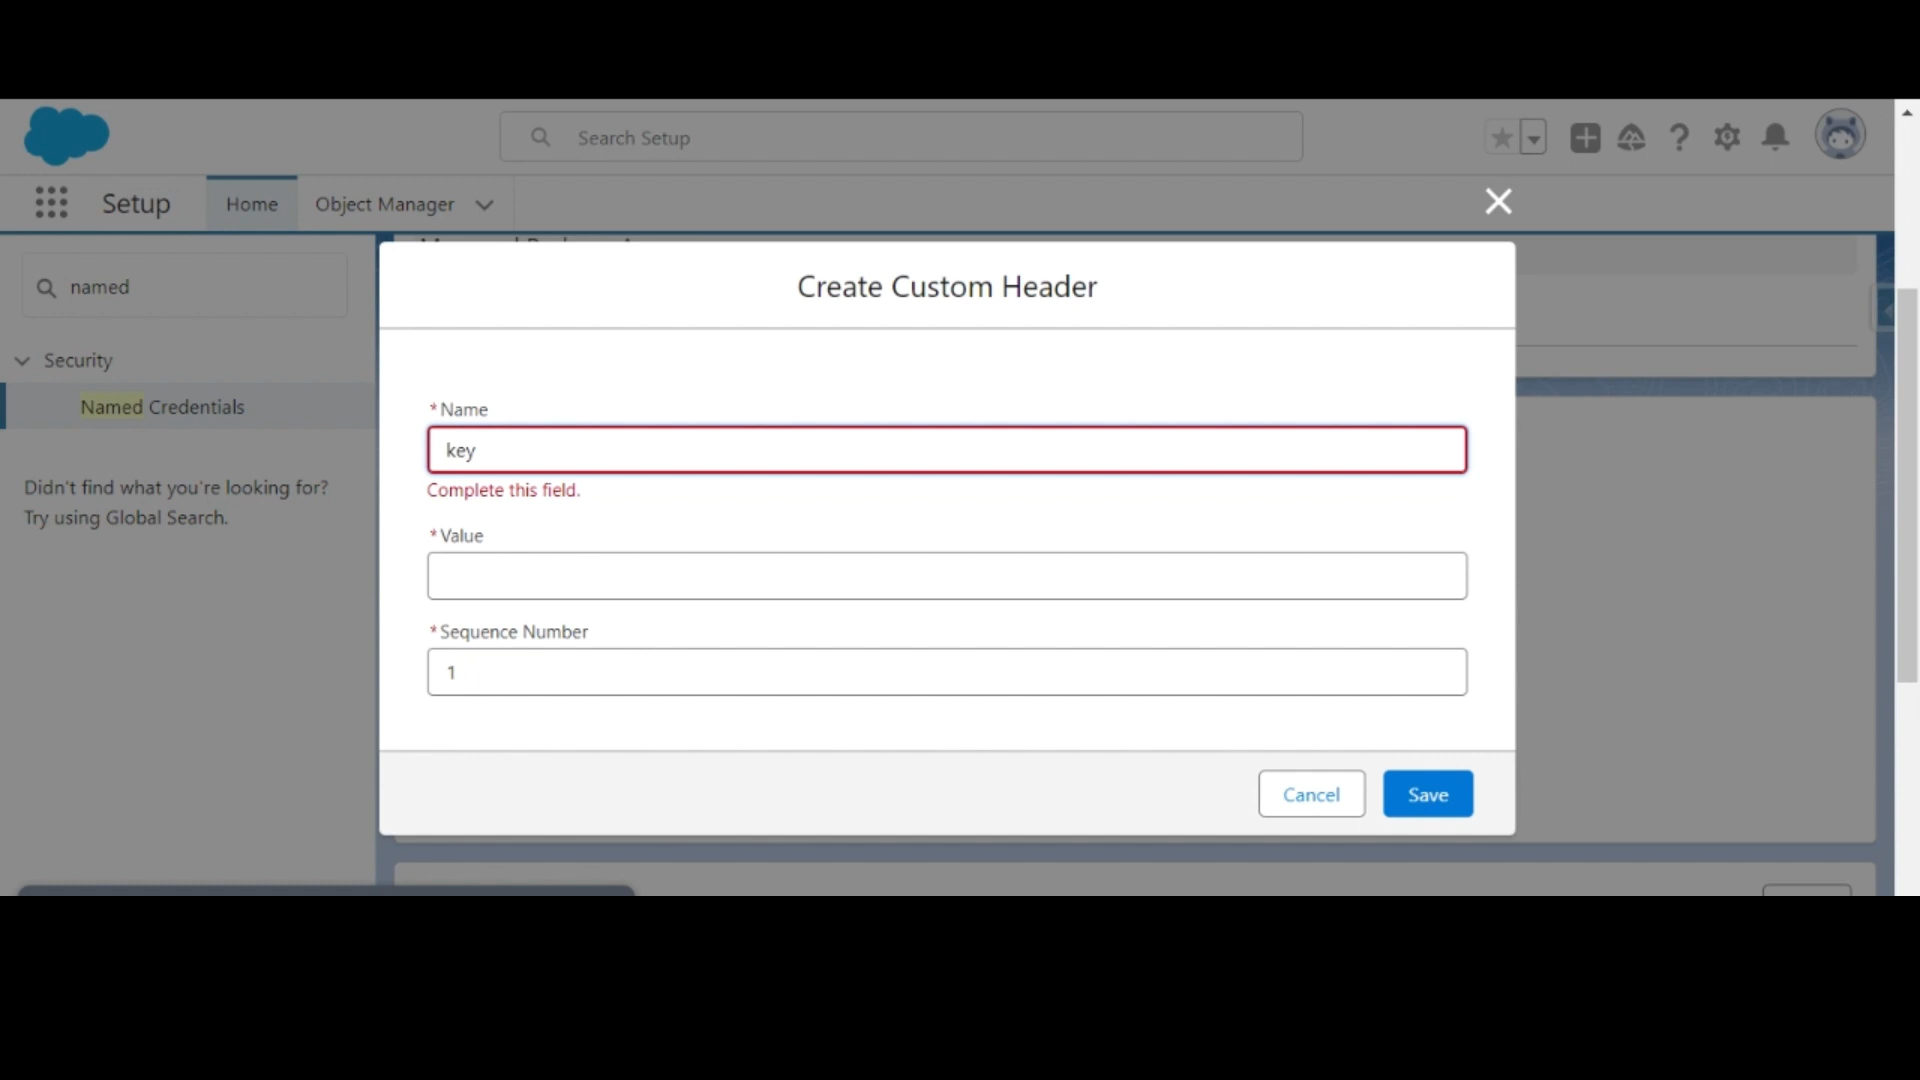 Search Setup
Setup
Home
Object Manager
named
Security
Named Credentials
Didn't find what you're looking for?
Try using Global Search.
Create Custom Header
*Name
key
Complete this field.
*Value
*Sequence Number
1
Cancel
Save